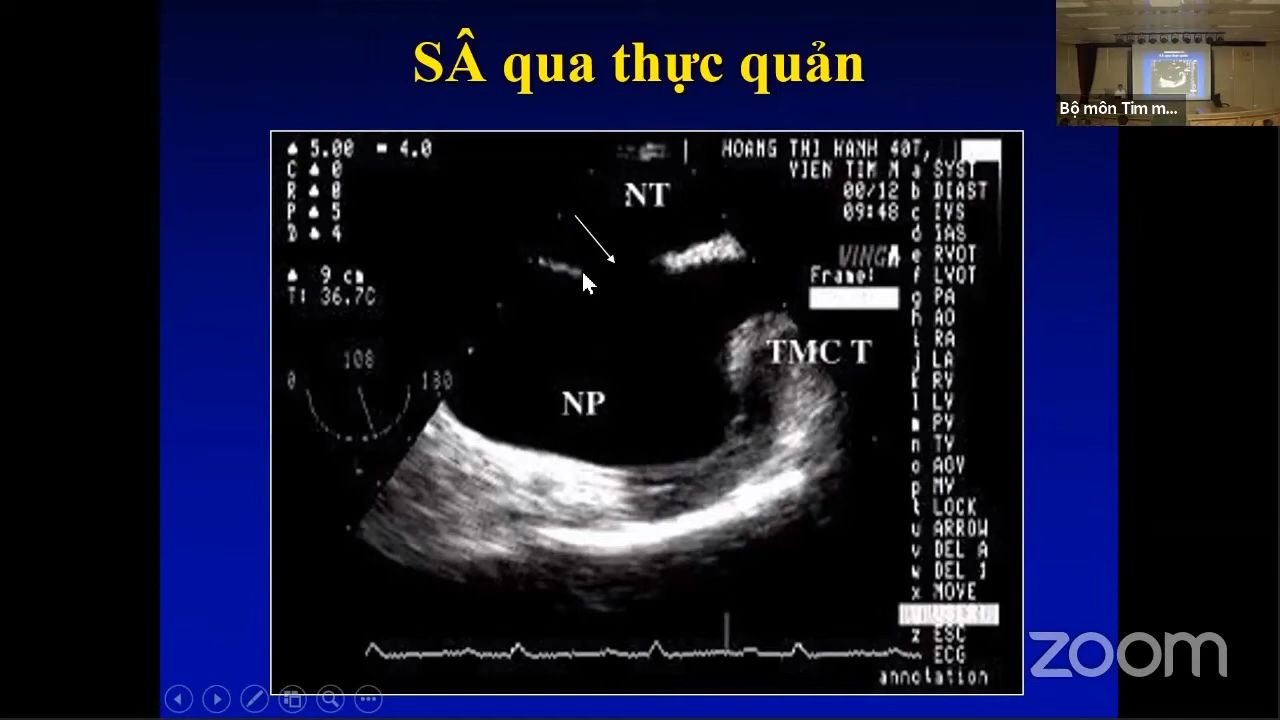 SÂ qua thực quản
Bộ môn Tim m...
5.00 4.0
HOANG THI HANH 40T,
C 0
VIEN TIM M
a SYST
R 0
00/12
b DIAST
P 5
09:48
c IVS
D 4
d IAS
NT
VINGA
e RVOT
9 cm
Frame:
f LVOT
T: 36.7C
g PA
h AO
i RA
TMC T
108
j LA
0
180
k RV
NP
l LV
m PV
n TV
o AOV
p MV
t LOCK
u ARROW
v DEL A
w DEL 1
x MOVE
z ESC
ECG
annotation
zoom